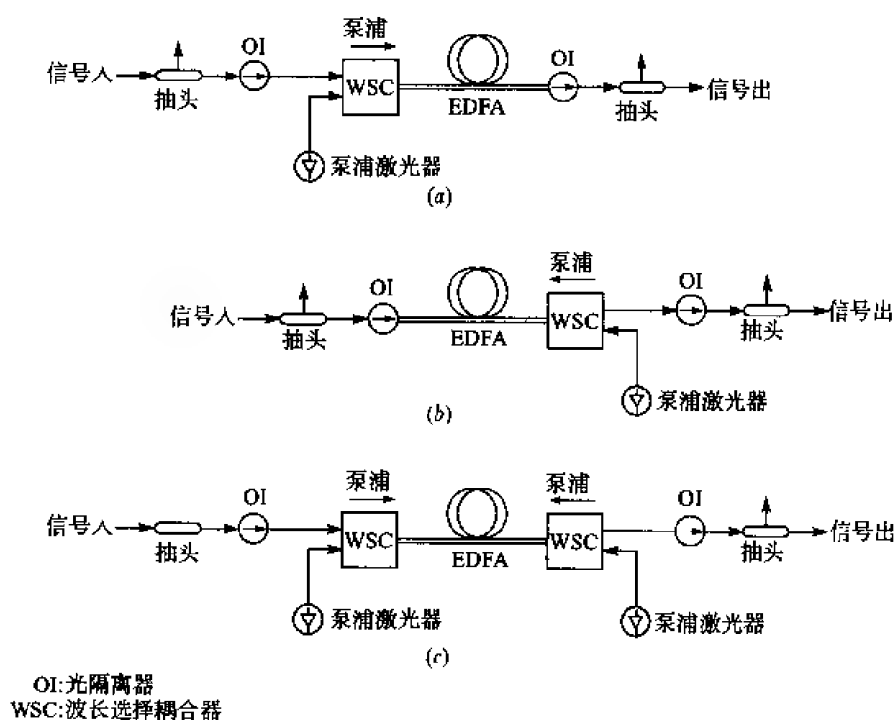 泵浦
OI
OI
信号入
WSC
信号出
抽头
EDFA
抽头
泵浦激光器
(a)
泵浦
OI
OI
信号入
WSC
信号出
抽头
EDFA
抽头
泵浦激光器
(b)
泵浦
泵浦
OI
OI
信号入
WSC
WSC
信号出
抽头
EDFA
抽头
泵浦激光器
泵浦激光器
(c)
OI:光隔离器
WSC:波长选择耦合器